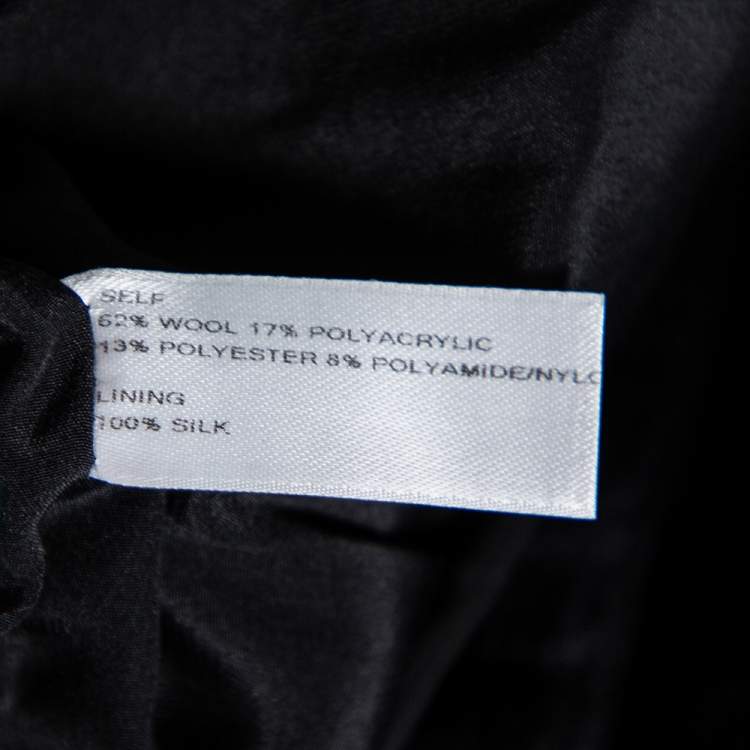 SELF
62% WOOL 17% POLYACRYLIC
13% POLYESTER 8% POLYAMIDE/NYLO
LINING
100% SILK